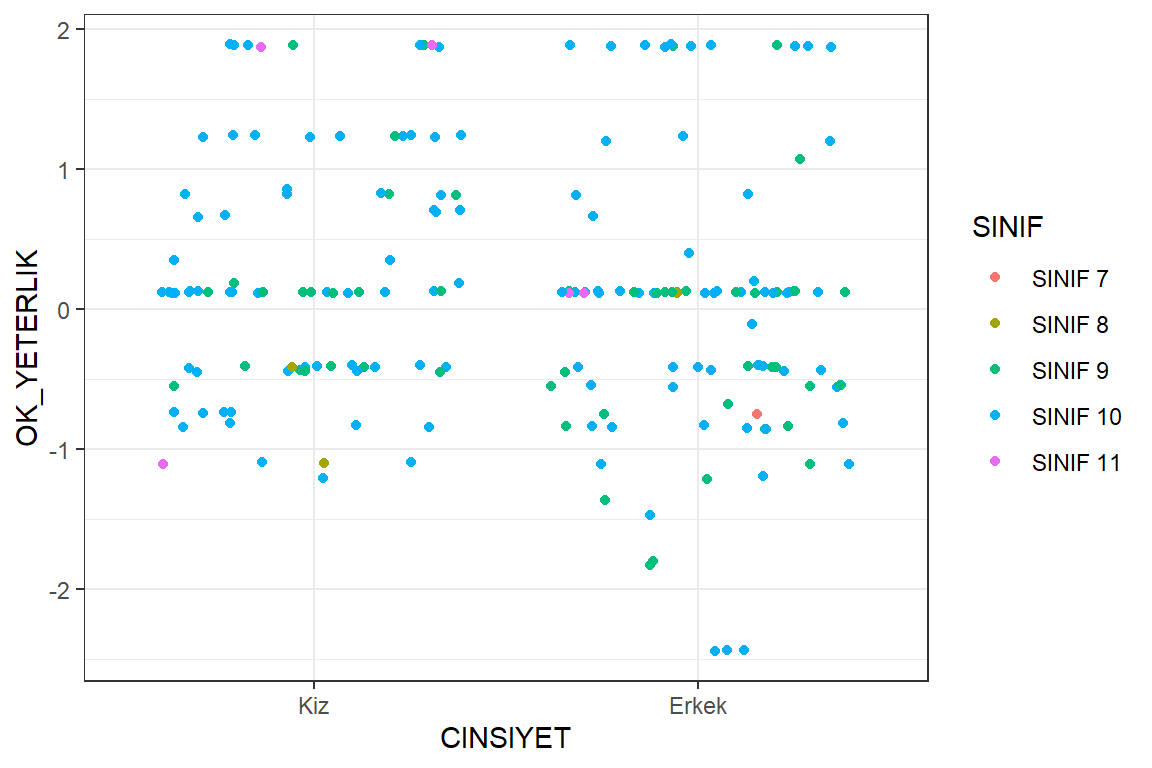 2
1
0
-1
-2
OK_YETERLIK
Kiz
Erkek
CINSIYET
SINIF
SINIF 7
SINIF 8
SINIF 9
SINIF 10
SINIF 11